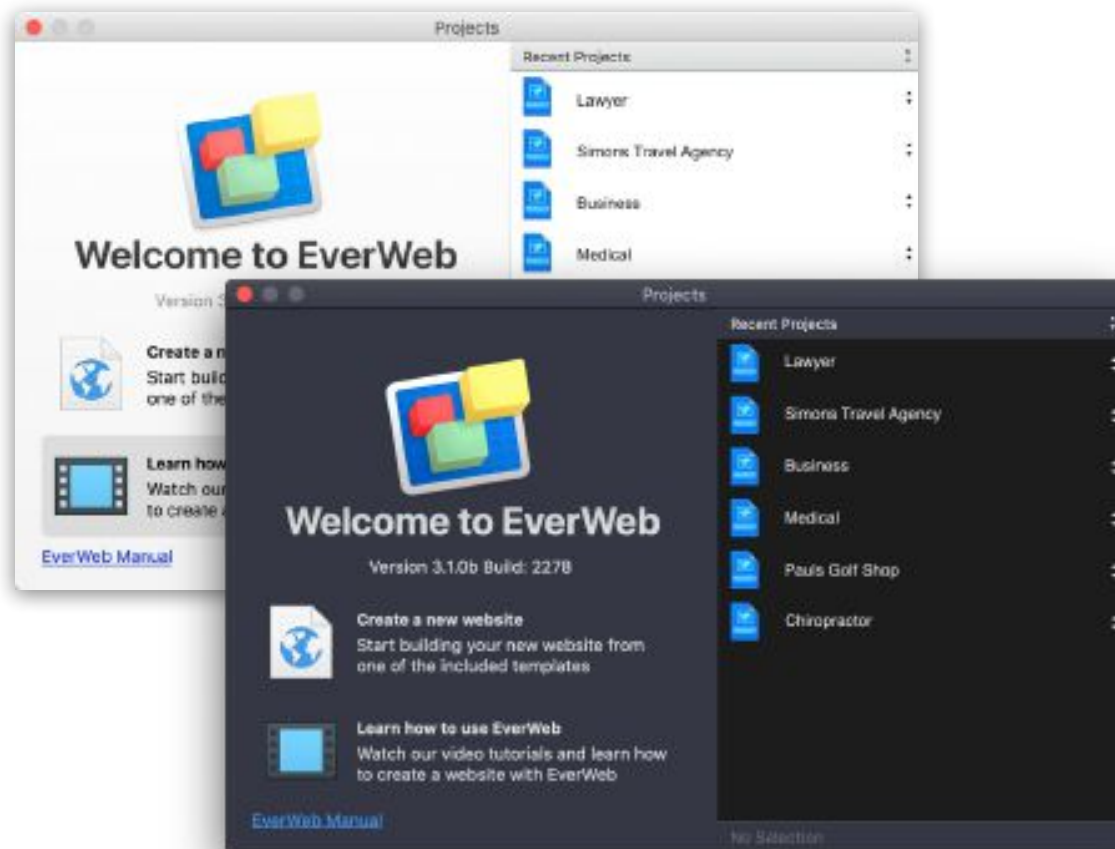 Projects
Recent Projects
Lawyer
Simons Travel Agency
Business
Medical
Welcome to EverWeb
Version 3
Create a n
Start build
one of the
Learn how
Watch our
to create
EverWeb Manual
Projects
Recent Projects
Lawyer
Simons Travel Agency
Business
Medical
Pauls Golf Shop
Chiropractor
Welcome to EverWeb
Version 3.1.0b Build: 2278
Create a new website
Start building your new website from
one of the included templates
Learn how to use EverWeb
Watch our video tutorials and learn how
to create a website with EverWeb
EverWeb Manual
No Selection